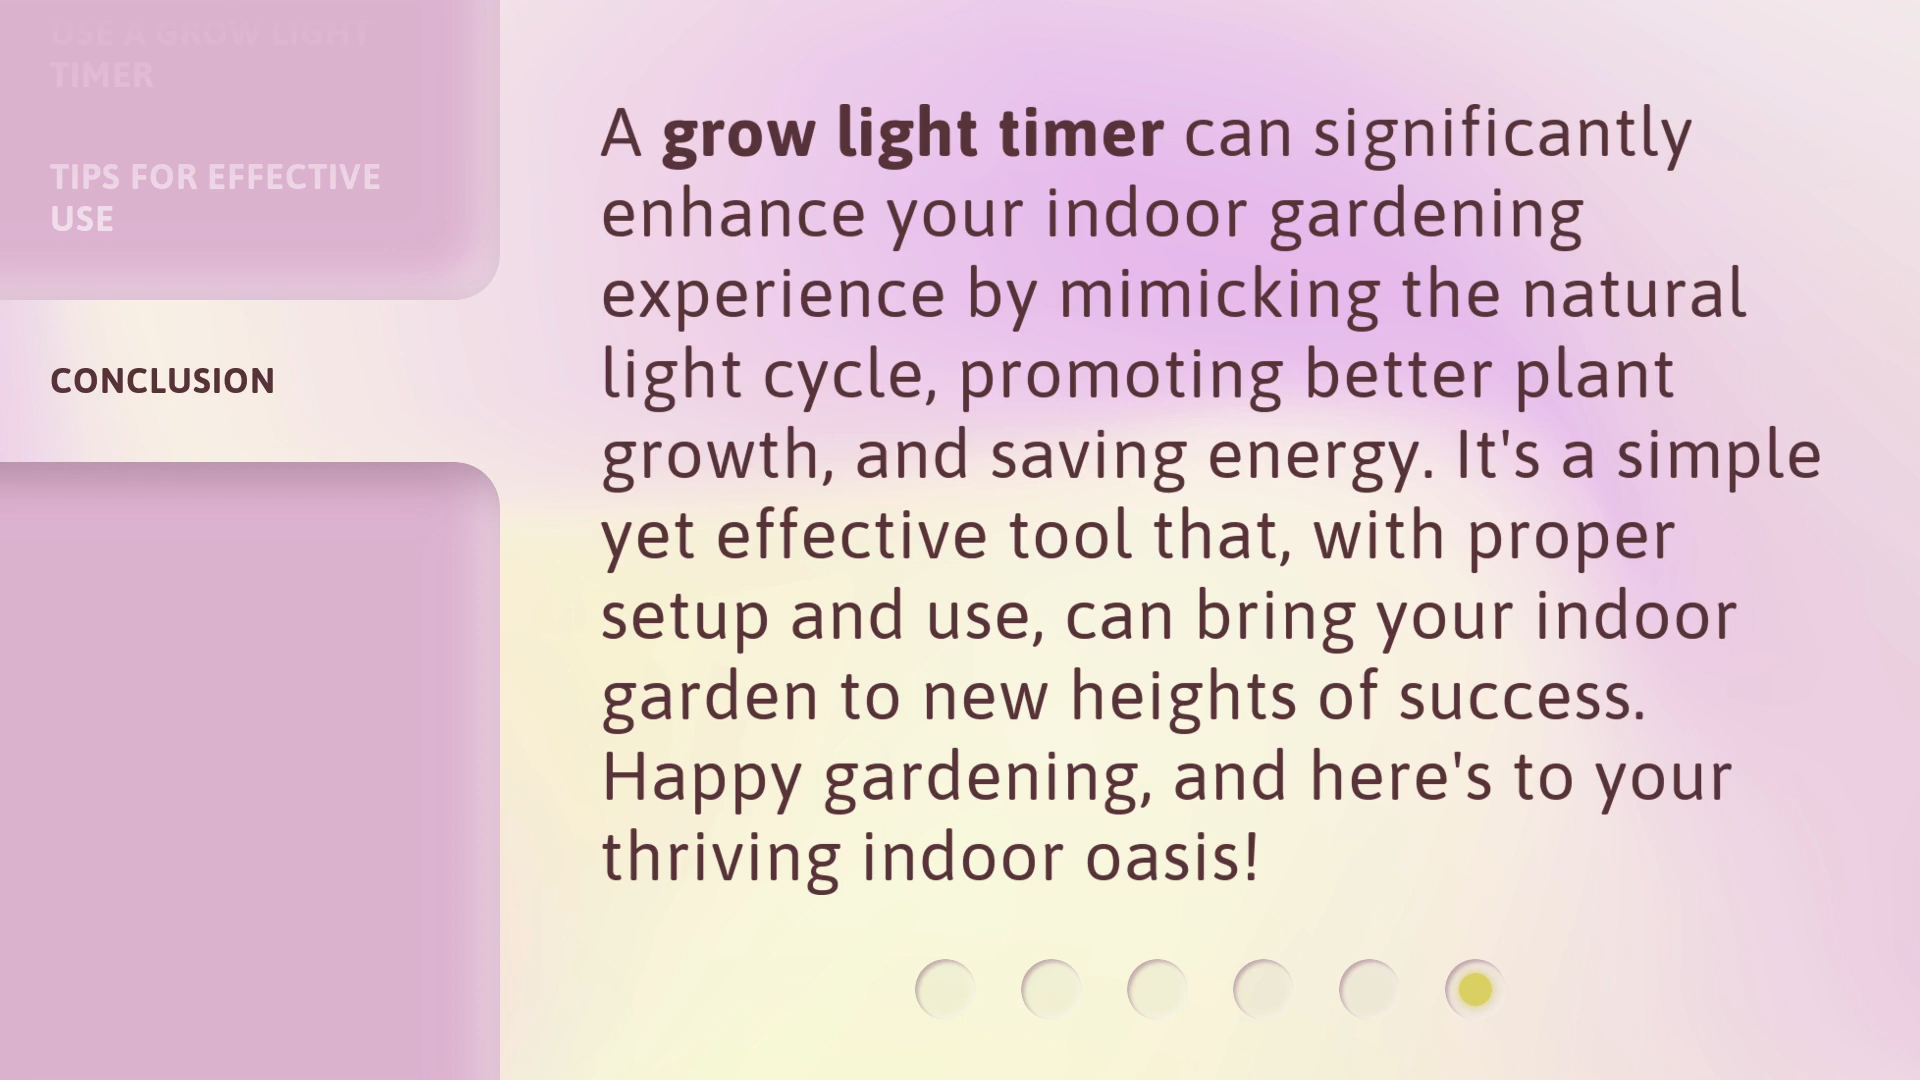 USE A GROW LIGHT
TIMER
TIPS FOR EFFECTIVE
USE
CONCLUSION
A grow light timer can significantly
enhance your indoor gardening
experience by mimicking the natural
light cycle, promoting better plant
growth, and saving energy. It's a simple
yet effective tool that, with proper
setup and use, can bring your indoor
garden to new heights of success.
Happy gardening, and here's to your
thriving indoor oasis!